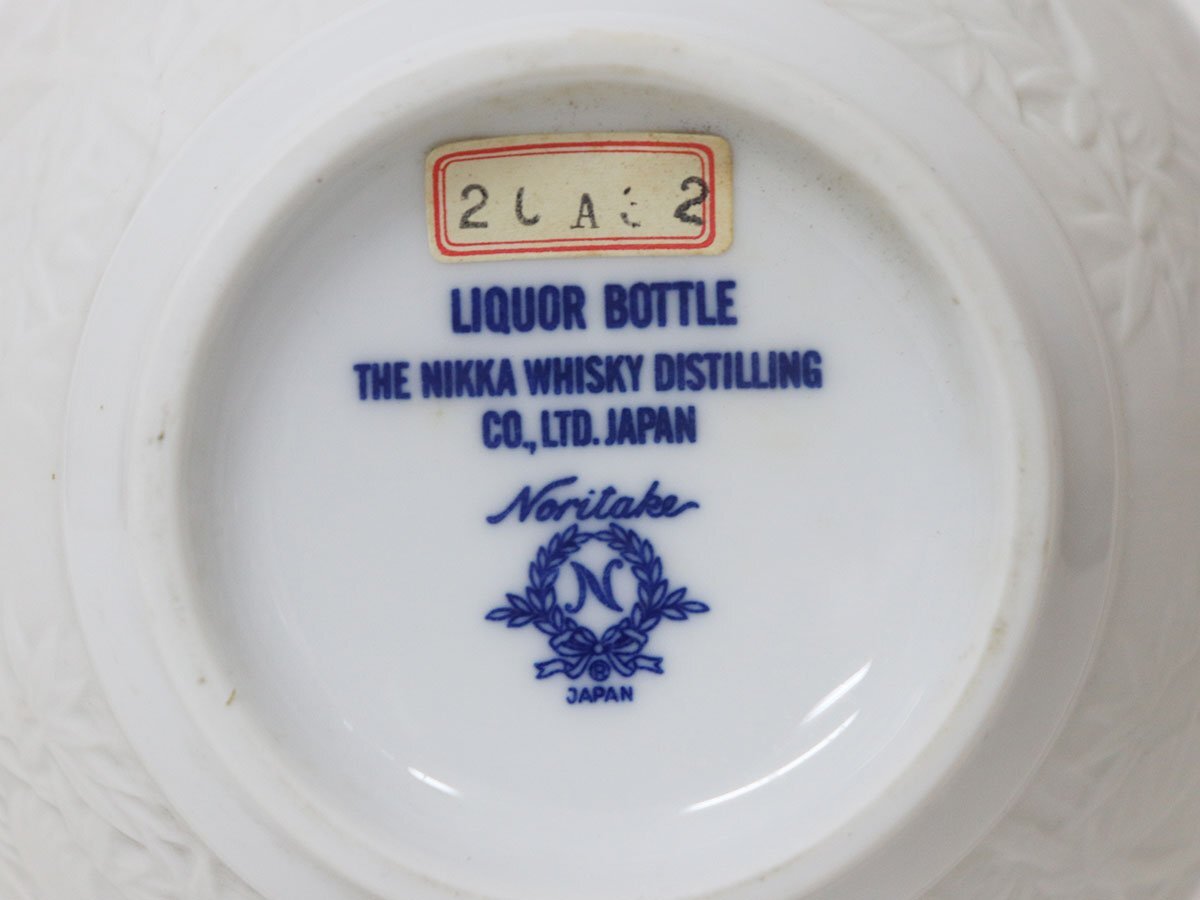 LIQUOR BOTTLE
THE NIKKA WHISKY DISTILLING
CO., LTD. JAPAN
Noritake
N
®
JAPAN